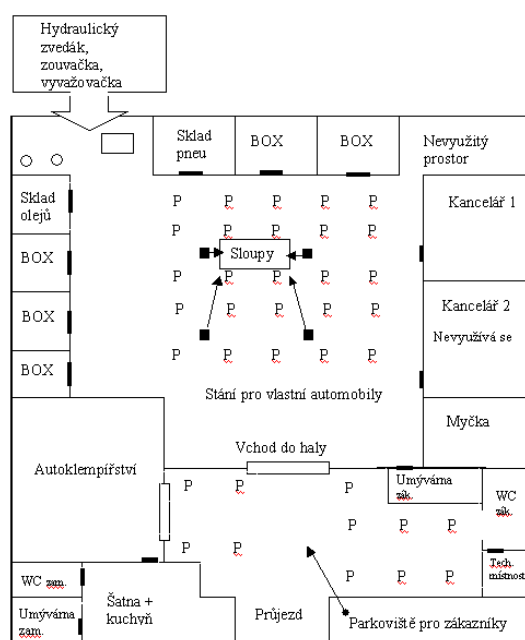 Hydraulický
zvedák,
zouvačka,
vyvažovačka
Sklad
pneu
BOX
BOX
Nevyužitý
prostor
Sklad
olejů
P P P P P
Kancelář 1
P P P P P
BOX
Sloupy
P P P P P
BOX
P P P P P
Kancelář 2
Nevyužívá se
BOX
P P P P P
Stání pro vlastní automobily
Myčka
Vchod do haly
Autoklempířství
P P P
Umývárna
zák.
WC
zák.
P P P
P P
Tech.
místnost
WC zam.
P P P
Šatna +
kuchyň
Umývárna
zam.
Průjezd
Parkoviště pro zákazníky